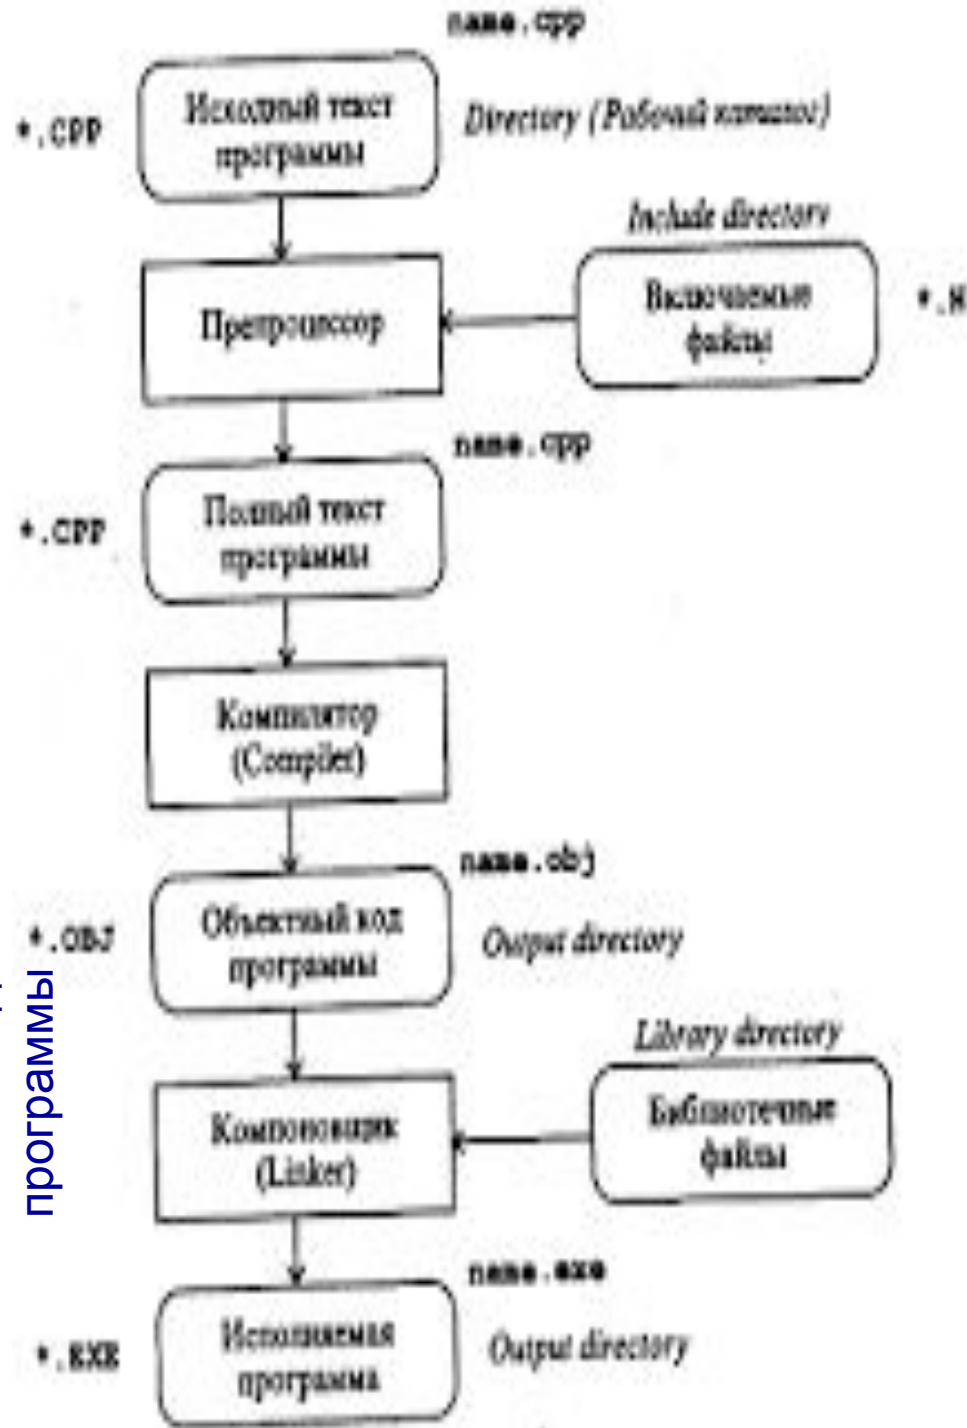 name.cpp
*.CPP
Исходный текст
программы
Directory (Рабочий каталог)
Include directory
Препроцессор
Включаемые
файлы
*.H
name.cpp
*.CPP
Полный текст
программы
Компилятор
(Compiler)
name.obj
*.OBJ
Объектный код
программы
Output directory
программы
Library directory
Компоновщик
(Linker)
Библиотечные
файлы
name.exe
*.EXE
Исполняемая
программа
Output directory